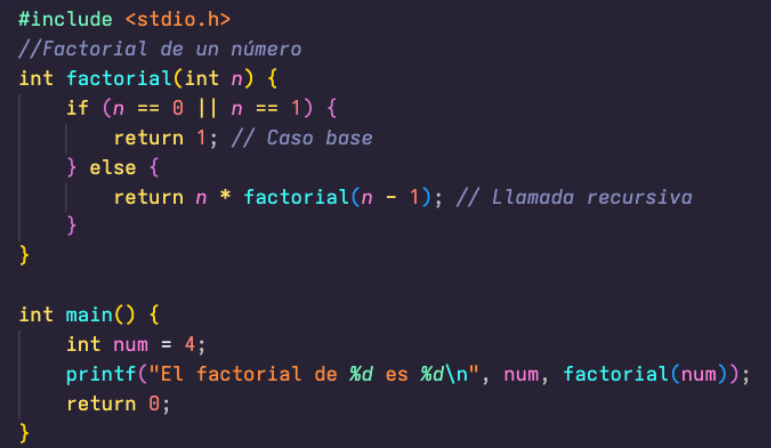 #include <stdio.h>
//Factorial de un número
int factorial(int n) {
    if (n == 0 || n == 1) {
        return 1; // Caso base
    } else {
        return n * factorial(n - 1); // Llamada recursiva
    }
}

int main() {
    int num = 4;
    printf("El factorial de %d es %d\n", num, factorial(num));
    return 0;
}